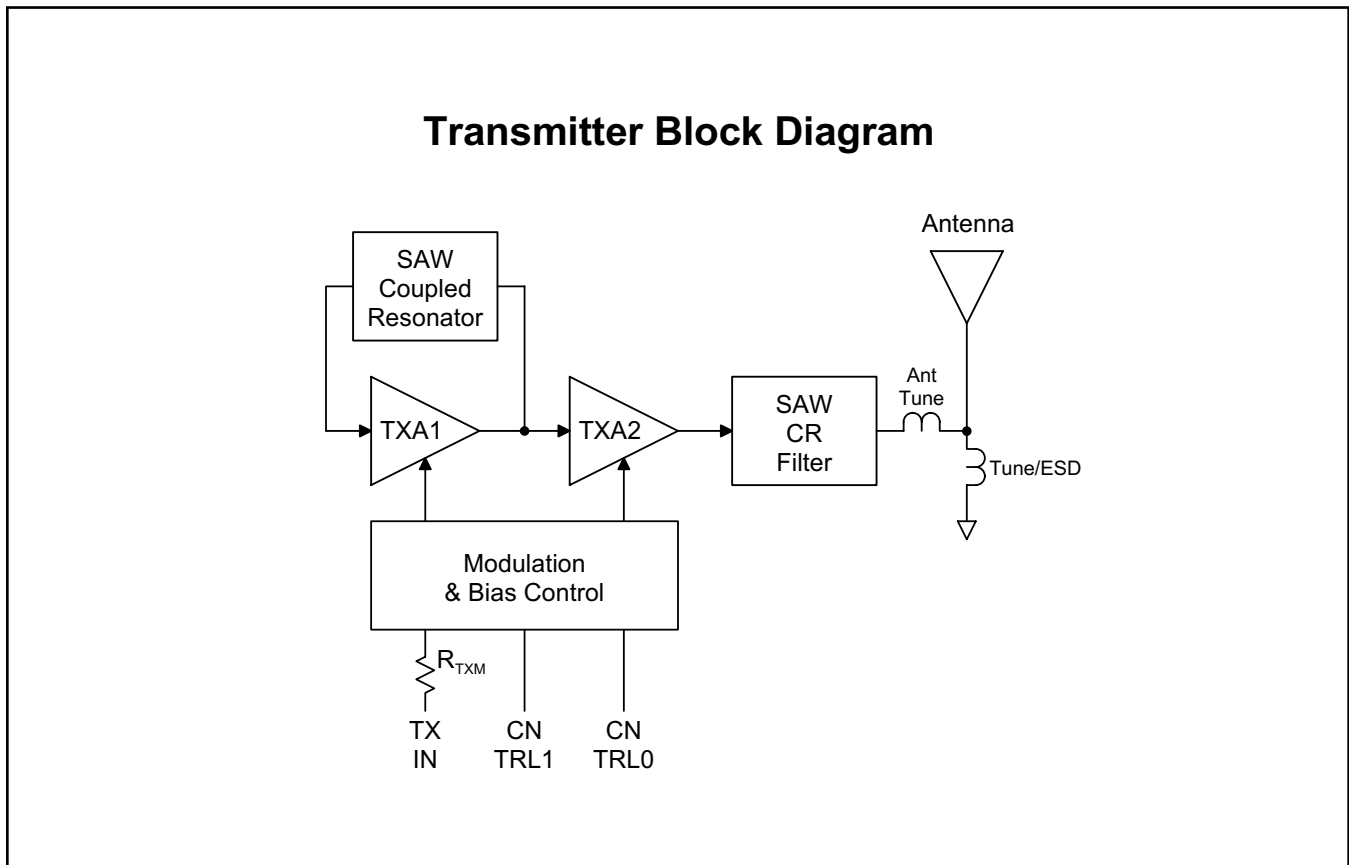 Transmitter Block Diagram
Antenna
SAW
Coupled
Resonator
Ant
Tune
TXA1
TXA2
SAW
CR
Filter
Tune/ESD
Modulation
& Bias Control
RTXM
TX
IN
CN
TRL1
CN
TRL0